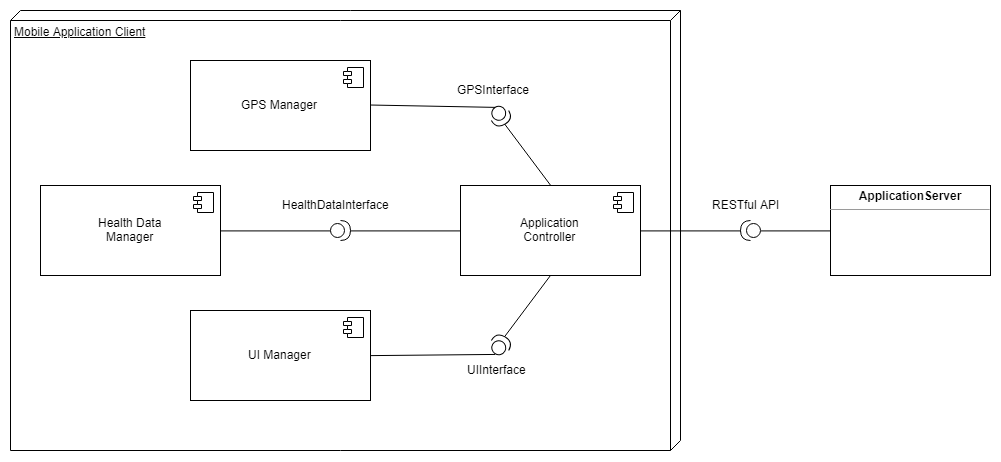 Mobile Application Client
GPS Manager
GPSInterface
Health Data
Manager
HealthDataInterface
Application
Controller
RESTful API
ApplicationServer
UI Manager
UIInterface